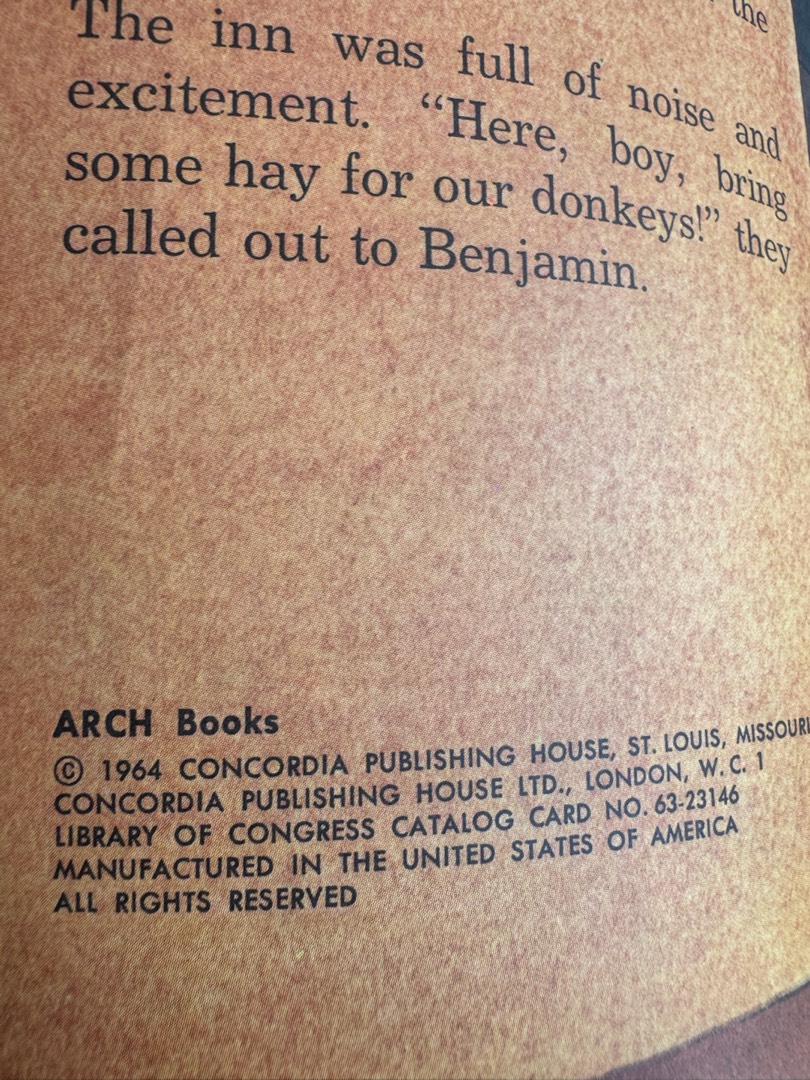 the
The inn was full of noise and
excitement. “Here, boy, bring
some hay for our donkeys!” they
called out to Benjamin.
ARCH Books
© 1964 CONCORDIA PUBLISHING HOUSE, ST. LOUIS, MISSOURI
CONCORDIA PUBLISHING HOUSE LTD., LONDON, W. C. 1
LIBRARY OF CONGRESS CATALOG CARD NO. 63-23146
MANUFACTURED IN THE UNITED STATES OF AMERICA
ALL RIGHTS RESERVED